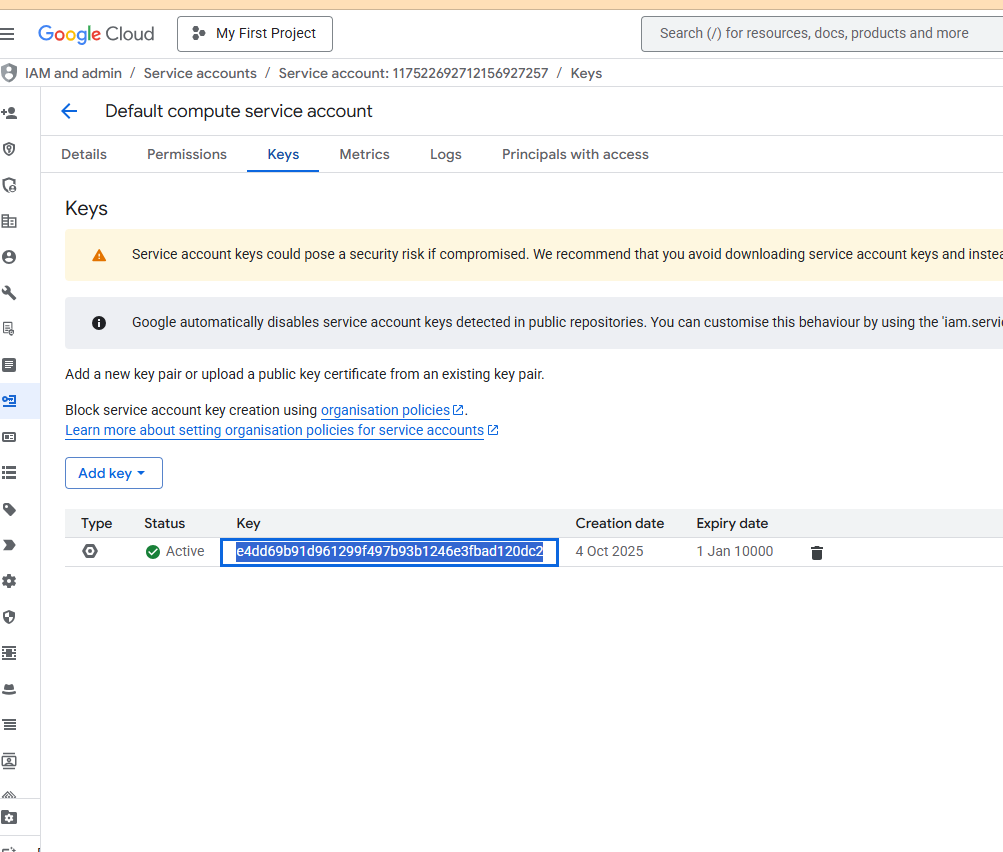 Google Cloud
My First Project
Search (/) for resources, docs, products and more
IAM and admin / Service accounts / Service account: 117522692712156927257 / Keys
Default compute service account
Details Permissions Keys Metrics Logs Principals with access
Keys
Service account keys could pose a security risk if compromised. We recommend that you avoid downloading service account keys and instea
Google automatically disables service account keys detected in public repositories. You can customise this behaviour by using the 'iam.servic
Add a new key pair or upload a public key certificate from an existing key pair.
Block service account key creation using organisation policies.
Learn more about setting organisation policies for service accounts
Add key
Type Status Key Creation date Expiry date
Active e4dd69b91d961299f497b93b1246e3fbad120dc2 4 Oct 2025 1 Jan 10000